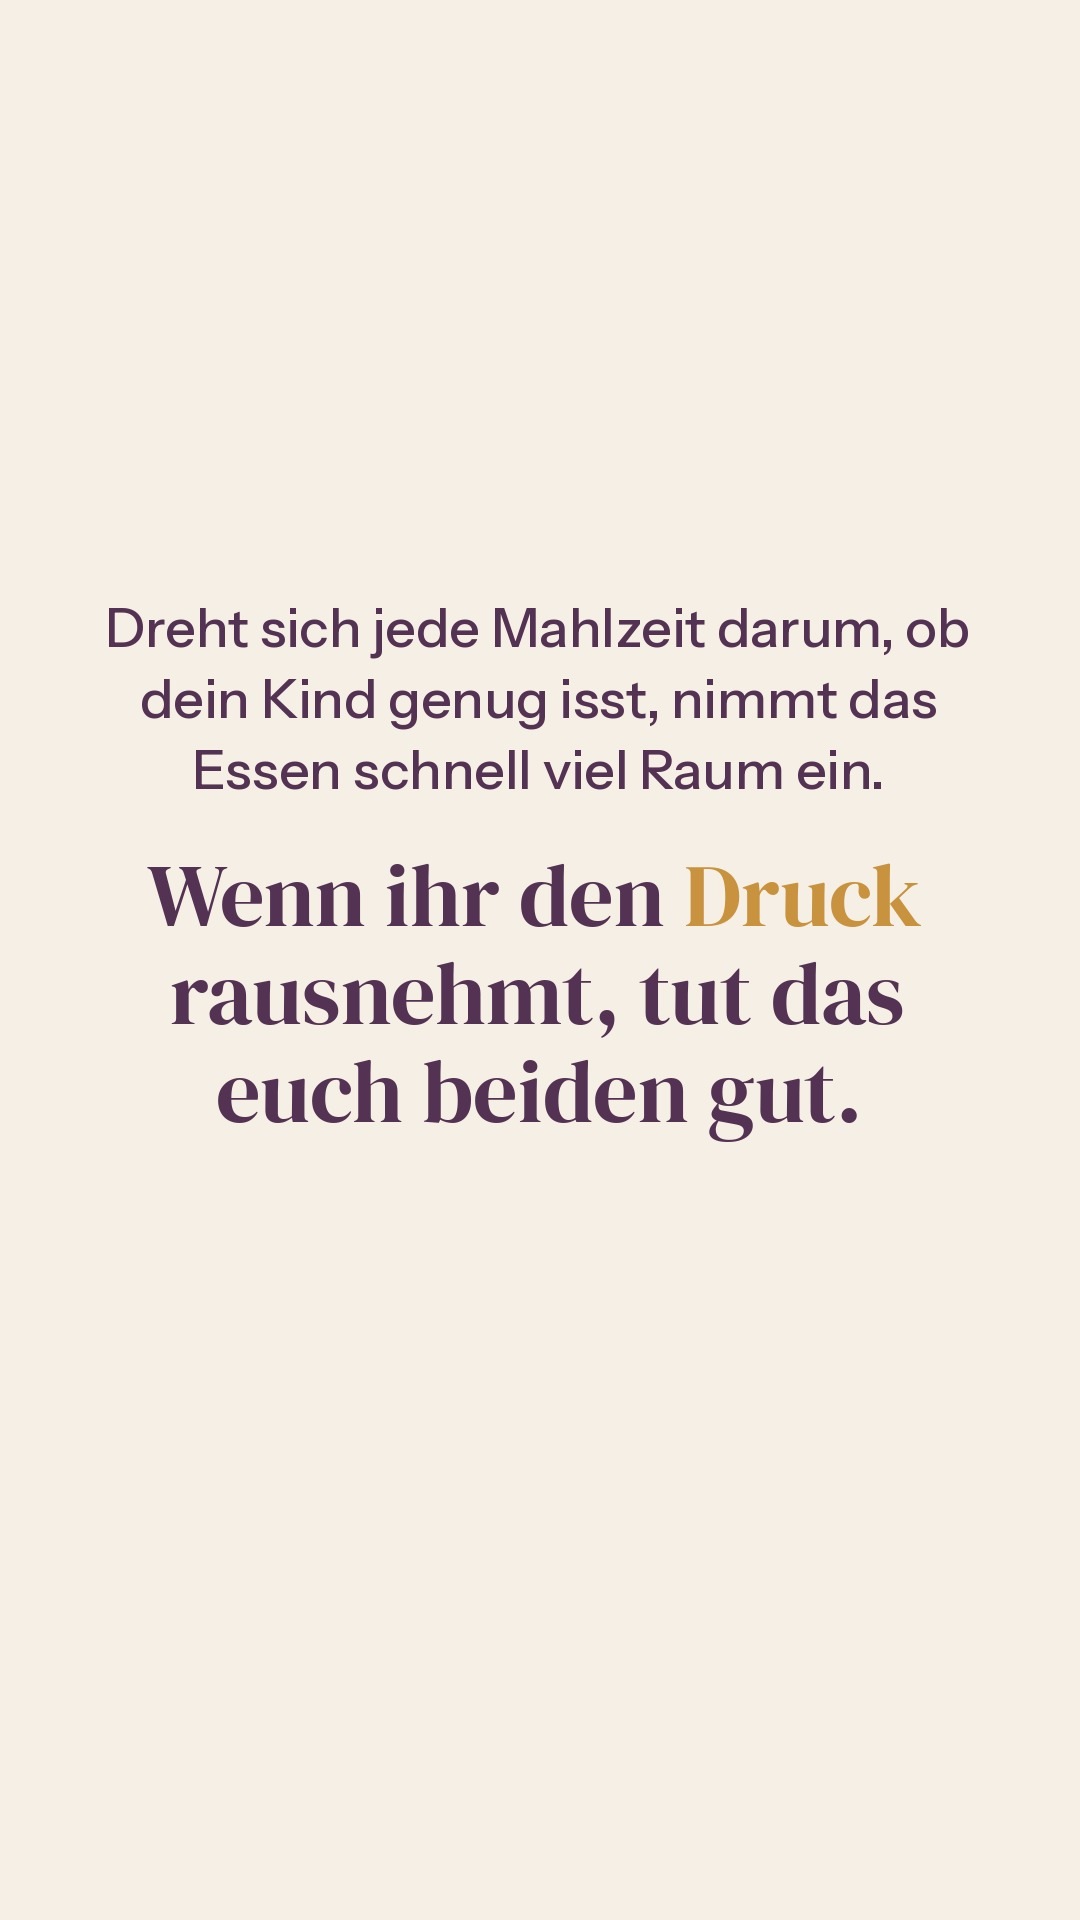 Dreht sich jede Mahlzeit darum, ob
dein Kind genug isst, nimmt das
Essen schnell viel Raum ein.
Wenn ihr den Druck
rausnehmt, tut das
euch beiden gut.